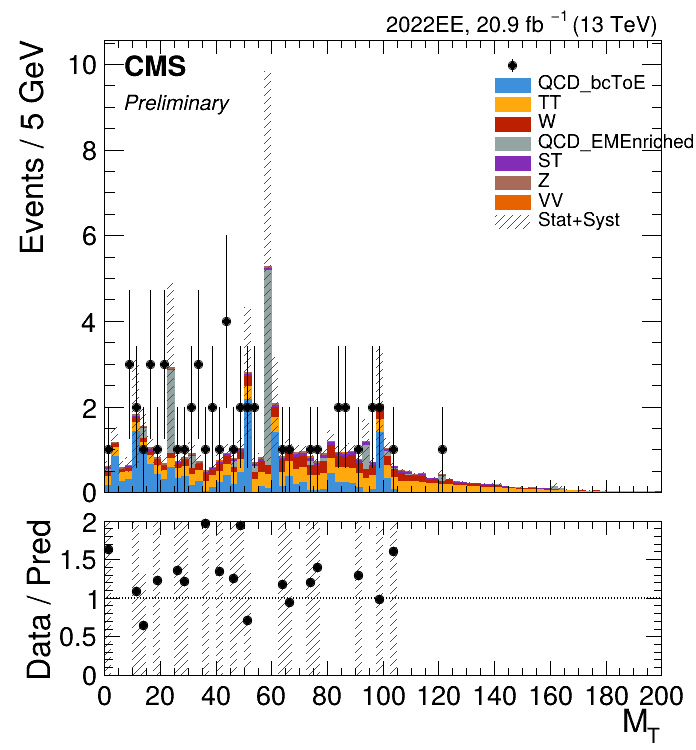 2022EE, 20.9 fb⁻¹ (13 TeV)
Events / 5 GeV
10
8
6
4
2
0
CMS
Preliminary
QCD_bcToE
TT
W
QCD_EMEnriched
ST
Z
VV
Stat+Syst
Data / Pred
2
1.5
1
0.5
0
0 20 40 60 80 100 120 140 160 180 200
M_T